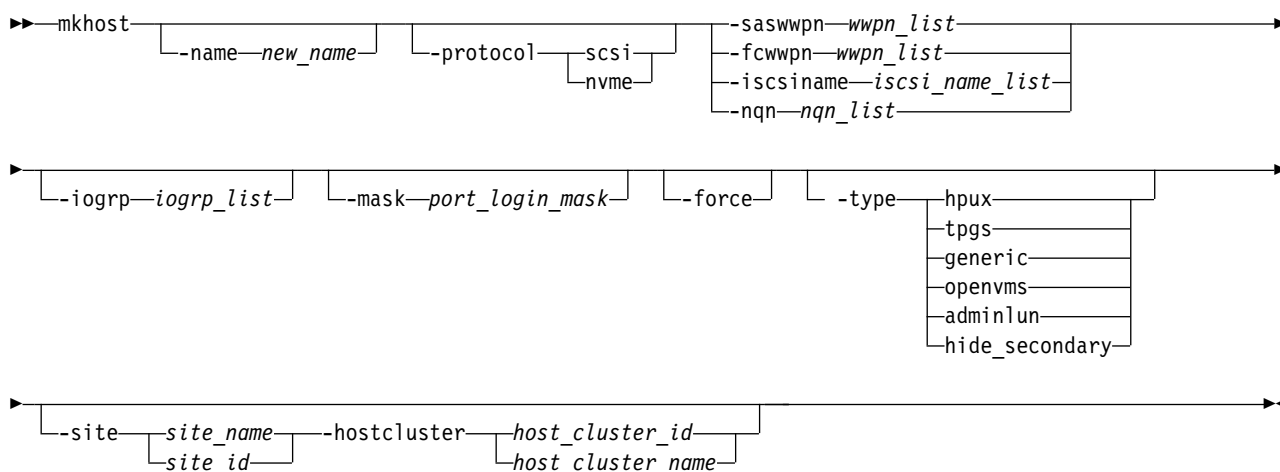 mkhost -name new_name -protocol scsi nvme -saswwpn wwpn_list
-fcwwpn wwpn_list
-iscsiname iscsi_name_list
-nqn nqn_list
-iogrp iogrp_list -mask port_login_mask -force -type hpux
tpgs
generic
openvms
adminlun
hide_secondary
-site site_name -hostcluster host_cluster_id
site_id host_cluster_name